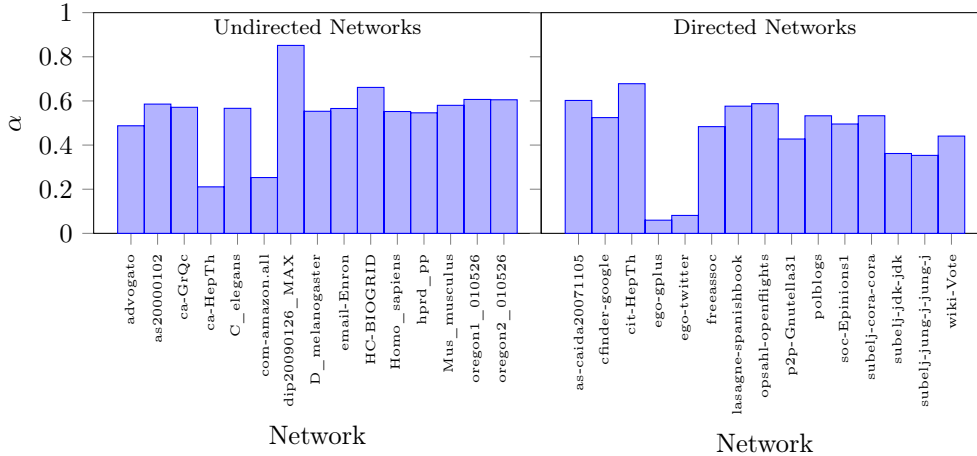 Undirected Networks
Directed Networks
α
1
0.8
0.6
0.4
0.2
0
advogato
as20000102
ca-GrQc
ca-HepTh
C_elegans
com-amazon.all
dip20090126_MAX
D_melanogaster
email-Enron
HC-BIOGRID
Homo_sapiens
hprd_pp
Mus_musculus
oregon1_010526
oregon2_010526
as-caida20071105
cfinder-google
cit-HepTh
ego-gplus
ego-twitter
freeassoc
lasagne-spanishbook
opsahl-openflights
p2p-Gnutella31
polblogs
soc-Epinions1
subelj-cora-cora
subelj-jdk-jdk
subelj-jung-jung-j
wiki-Vote
Network
Network